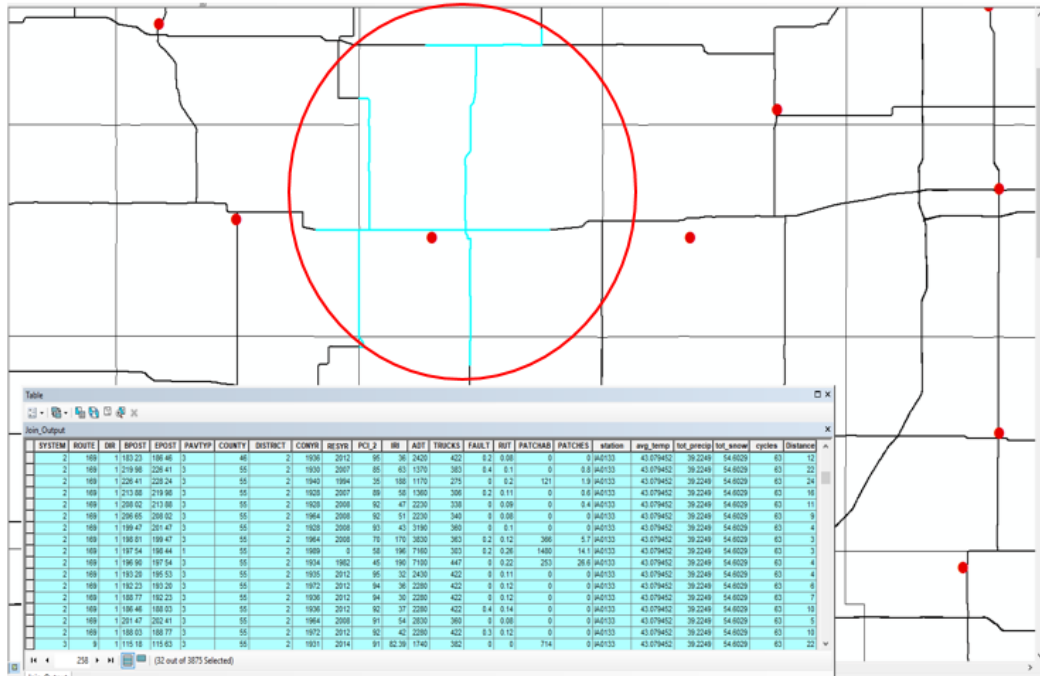 Table
Join_Output
SYSTEM ROUTE DIR BPOST EPOST PAVTYP COUNTY DISTRICT CONYR RESYR PCI_2 IRI ADT TRUCKS FAULT RUT PATCHAB PATCHES station avg_temp tot_precip tot_snow cycles Distance
2 169 1 183.23 186.46 3 46 2 1936 2012 95 36 2420 422 0.2 0.08 0 0 IA0133 43.079452 39.2249 54.6029 63 12
2 169 1 219.98 226.41 3 55 2 1930 2007 85 63 1370 383 0.4 0.1 0 0.8 IA0133 43.079452 39.2249 54.6029 63 22
2 169 1 226.41 228.24 3 55 2 1940 1994 35 188 1170 275 0 0.2 121 1.9 IA0133 43.079452 39.2249 54.6029 63 24
2 169 1 213.88 219.98 3 55 2 1928 2007 89 58 1360 306 0.2 0.11 0 0.6 IA0133 43.079452 39.2249 54.6029 63 16
2 169 1 208.02 213.88 3 55 2 1928 2008 92 47 2230 338 0 0.09 0 0.4 IA0133 43.079452 39.2249 54.6029 63 11
2 169 1 206.65 208.02 3 55 2 1964 2008 92 51 2230 340 0 0.08 0 0 IA0133 43.079452 39.2249 54.6029 63 9
2 169 1 199.47 201.47 3 55 2 1928 2008 93 43 3190 360 0 0.1 0 0 IA0133 43.079452 39.2249 54.6029 63 4
2 169 1 198.81 199.47 3 55 2 1964 2008 70 170 3830 363 0.2 0.12 366 5.7 IA0133 43.079452 39.2249 54.6029 63 3
2 169 1 197.54 198.44 1 55 2 1989 0 58 196 7160 303 0.2 0.26 1480 14.1 IA0133 43.079452 39.2249 54.6029 63 3
2 169 1 196.90 197.54 3 55 2 1934 1982 45 190 7100 447 0 0.22 253 26.6 IA0133 43.079452 39.2249 54.6029 63 4
2 169 1 193.20 195.53 3 55 2 1935 2012 95 32 2430 422 0 0.11 0 0 IA0133 43.079452 39.2249 54.6029 63 4
2 169 1 192.23 193.20 3 55 2 1972 2012 94 36 2280 422 0 0.12 0 0 IA0133 43.079452 39.2249 54.6029 63 6
2 169 1 188.77 192.23 3 55 2 1936 2012 94 30 2280 422 0 0.12 0 0 IA0133 43.079452 39.2249 54.6029 63 7
2 169 1 186.46 188.03 3 55 2 1936 2012 92 37 2280 422 0.4 0.14 0 0 IA0133 43.079452 39.2249 54.6029 63 10
2 169 1 201.47 202.41 3 55 2 1964 2008 91 54 2830 360 0 0.08 0 0 IA0133 43.079452 39.2249 54.6029 63 5
2 169 1 188.03 188.77 3 55 2 1972 2012 92 42 2280 422 0.3 0.12 0 0 IA0133 43.079452 39.2249 54.6029 63 10
3 9 1 115.18 115.63 3 55 2 1931 2014 91 82.39 1740 382 0 0 714 0 IA0133 43.079452 39.2249 54.6029 63 22
258 (32 out of 3875 Selected)
Join_Output